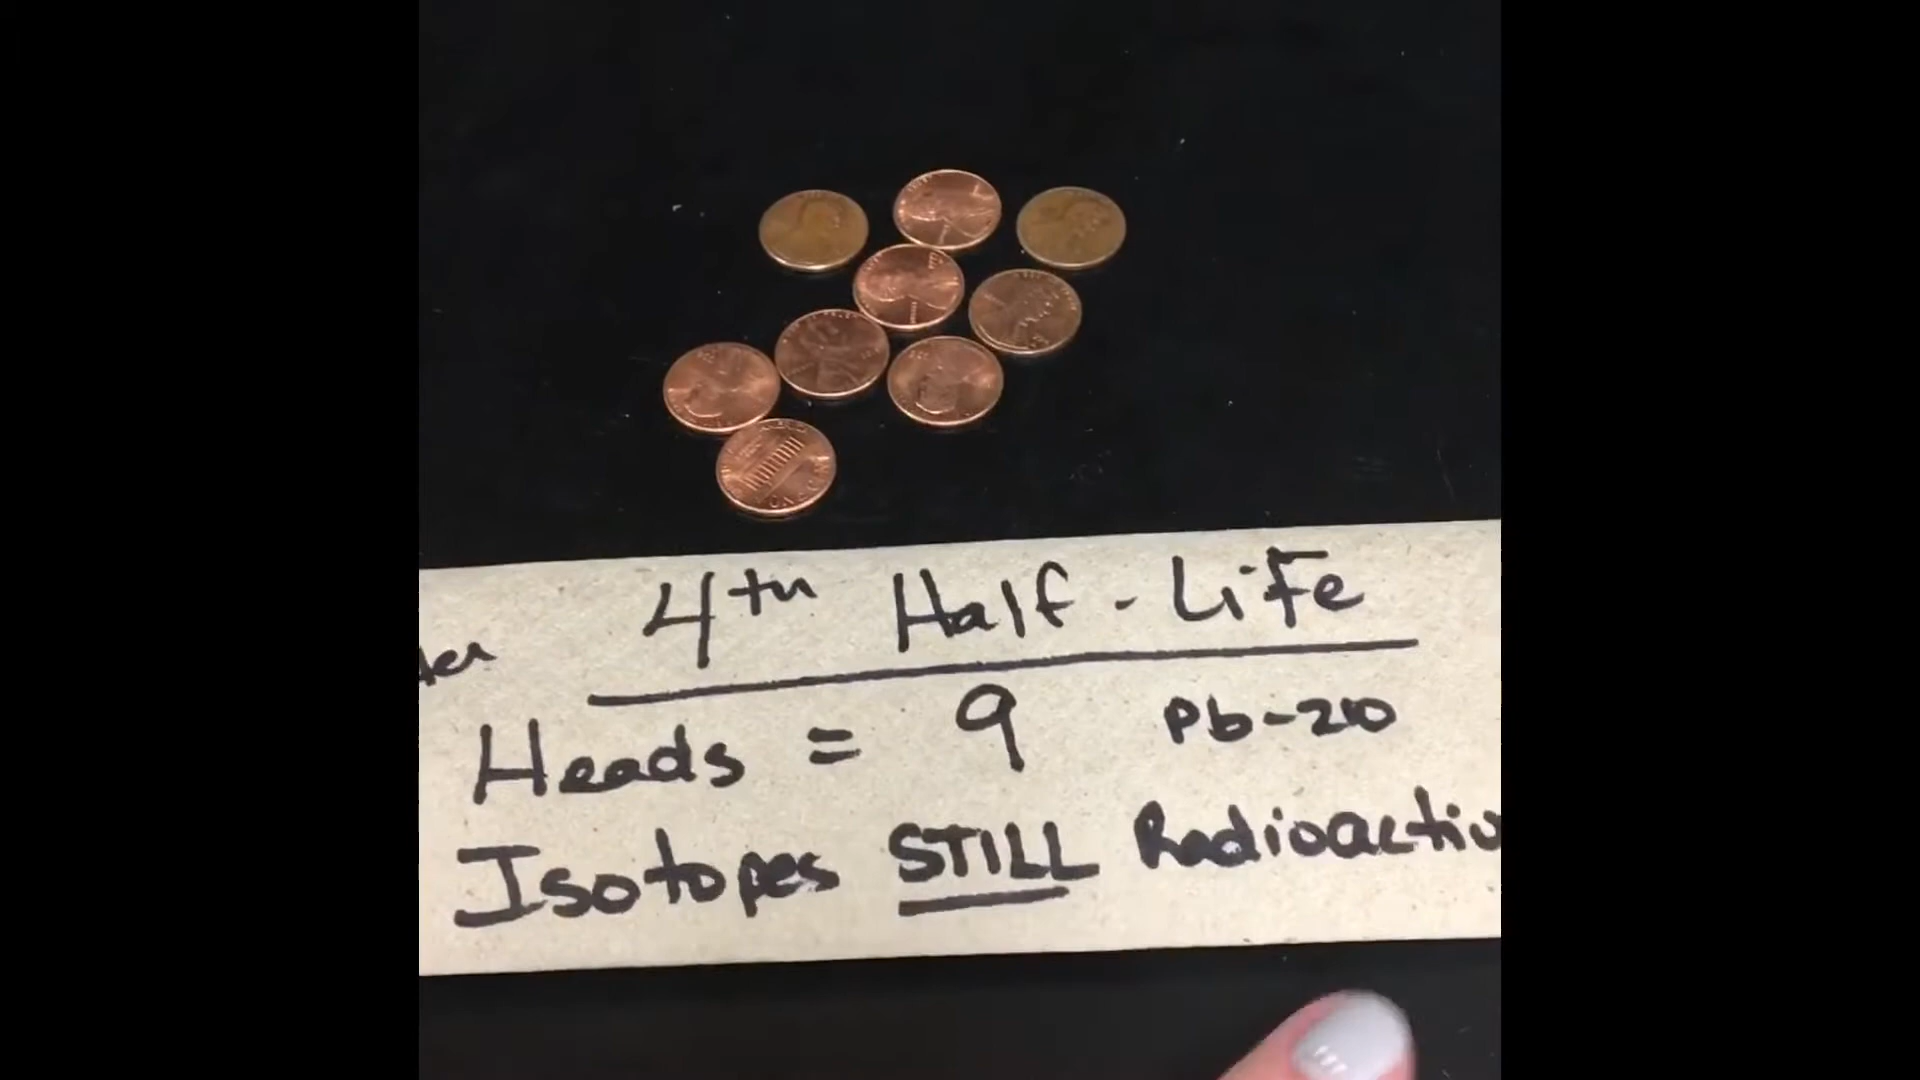 4th Half-Life
Heads = 9 Pb-210
Isotopes STILL Radioactiv